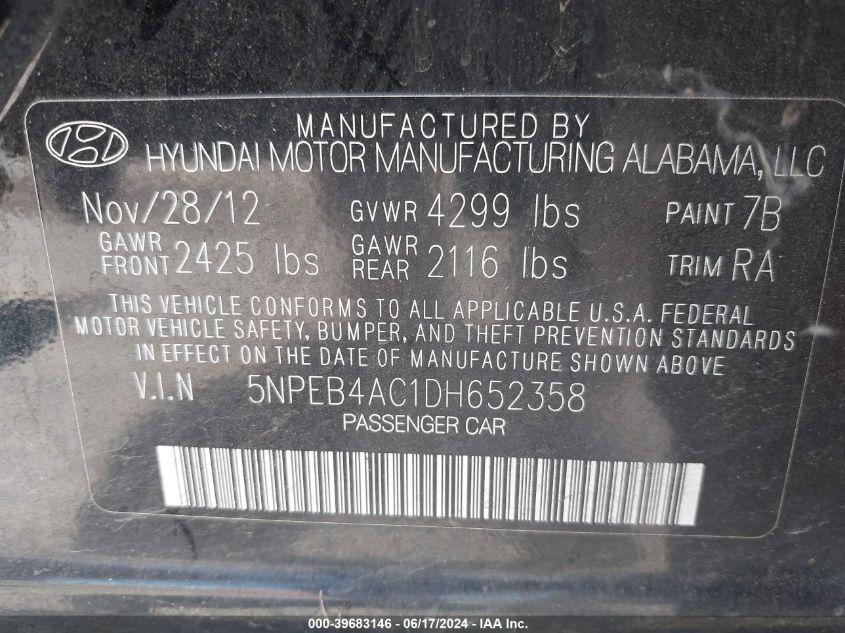 MANUFACTURED BY
HYUNDAI MOTOR MANUFACTURING ALABAMA, LLC
Nov/28/12 GVWR 4299 lbs PAINT 7B
GAWR FRONT 2425 lbs GAWR REAR 2116 lbs TRIM RA
THIS VEHICLE CONFORMS TO ALL APPLICABLE U.S.A. FEDERAL
MOTOR VEHICLE SAFETY, BUMPER, AND THEFT PREVENTION STANDARDS
IN EFFECT ON THE DATE OF MANUFACTURE SHOWN ABOVE
V.I.N 5NPEB4AC1DH652358
PASSENGER CAR
000-39683146 - 06/17/2024 - IAA Inc.